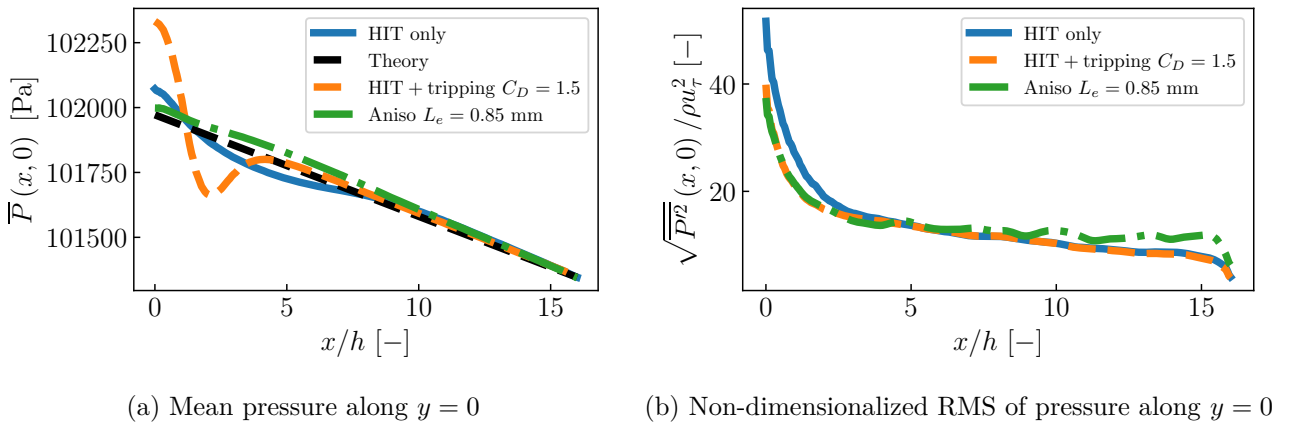 102250
102000
101750
101500
P̿ (x, 0) [Pa]
HIT only
Theory
HIT + tripping C_D = 1.5
Aniso L_e = 0.85 mm
0 5 10 15
x/h [−]
(a) Mean pressure along y = 0
40
20
√P̿'² (x, 0)/ρu_τ² [−]
HIT only
HIT + tripping C_D = 1.5
Aniso L_e = 0.85 mm
0 5 10 15
x/h [−]
(b) Non-dimensionalized RMS of pressure along y = 0